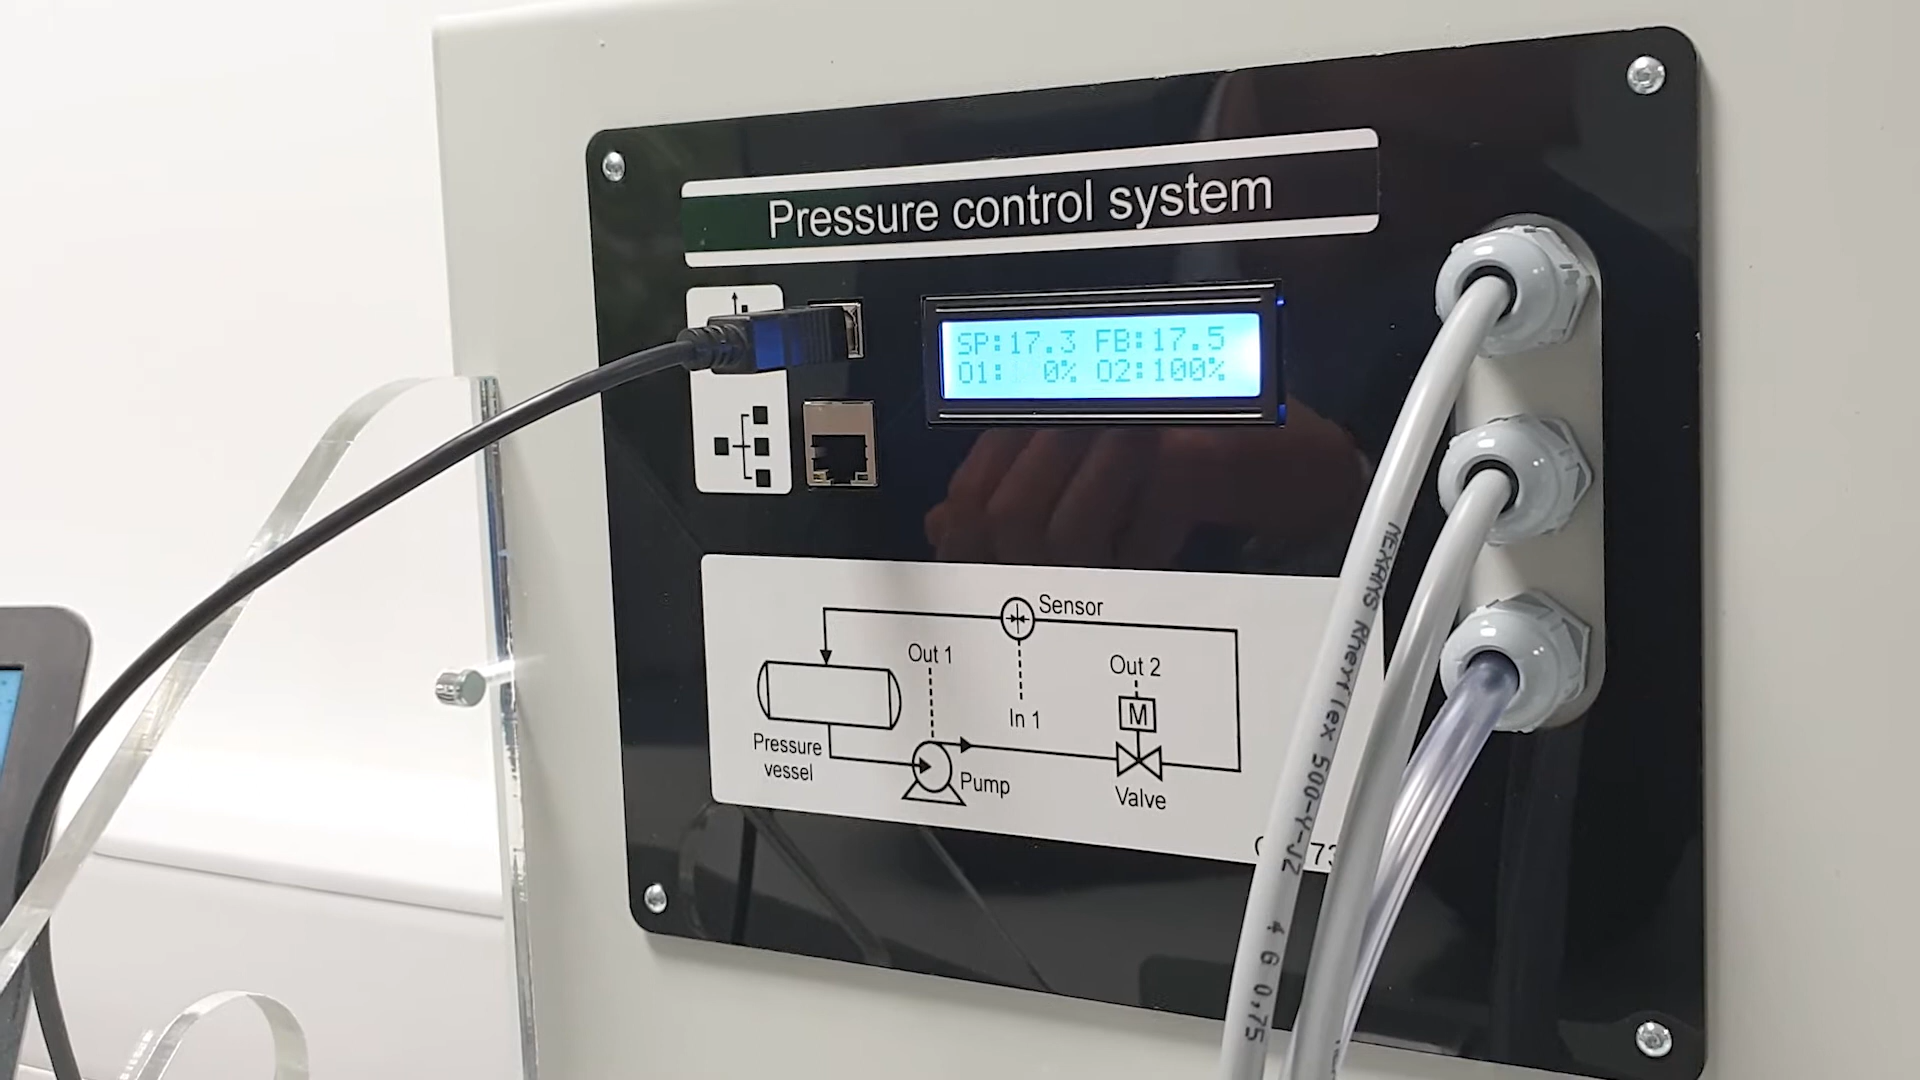 Pressure control system
SP:17.3 FB:17.5
O1: 0% O2:100%
Sensor
Out 1
Out 2
In 1
M
Pressure
vessel
Pump
Valve
NEXANS Rheyflex 500-Y-JZ 4 G 0,75